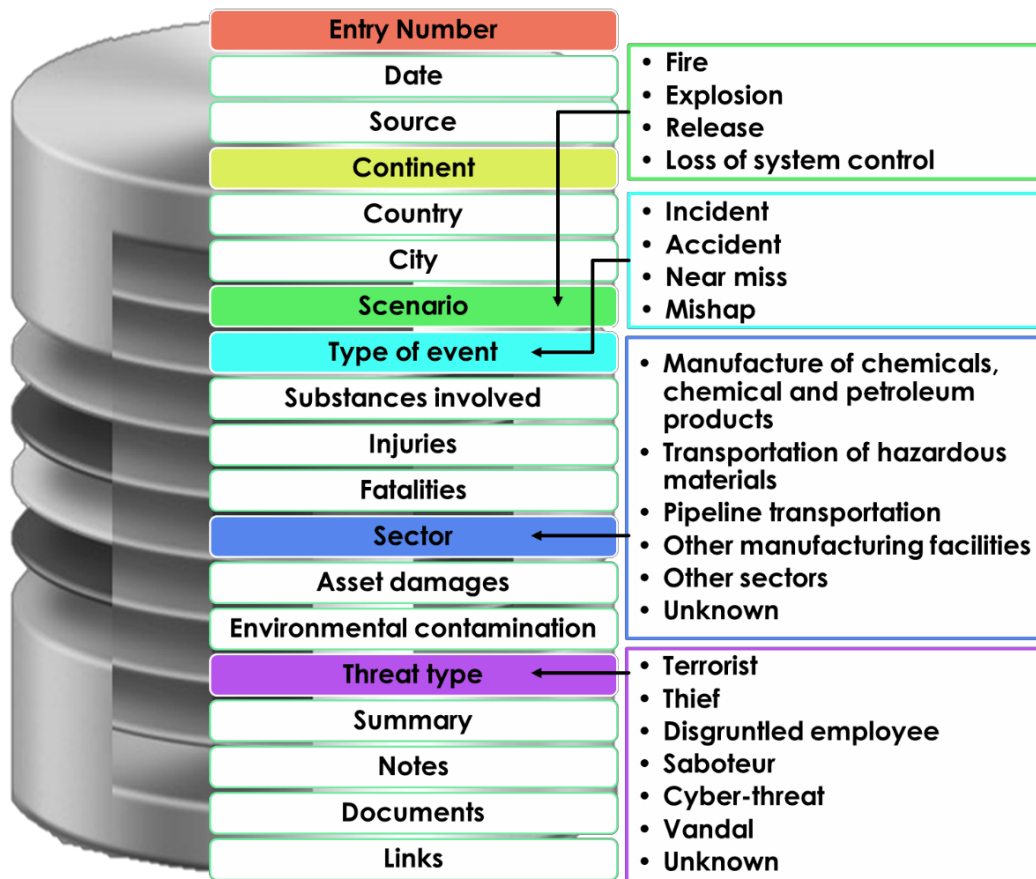 Entry Number
Date
Source
Continent
Country
City
Scenario
Type of event
Substances involved
Injuries
Fatalities
Sector
Asset damages
Environmental contamination
Threat type
Summary
Notes
Documents
Links
• Fire
• Explosion
• Release
• Loss of system control
• Incident
• Accident
• Near miss
• Mishap
• Manufacture of chemicals,
chemical and petroleum
products
• Transportation of hazardous
materials
• Pipeline transportation
• Other manufacturing facilities
• Other sectors
• Unknown
• Terrorist
• Thief
• Disgruntled employee
• Saboteur
• Cyber-threat
• Vandal
• Unknown